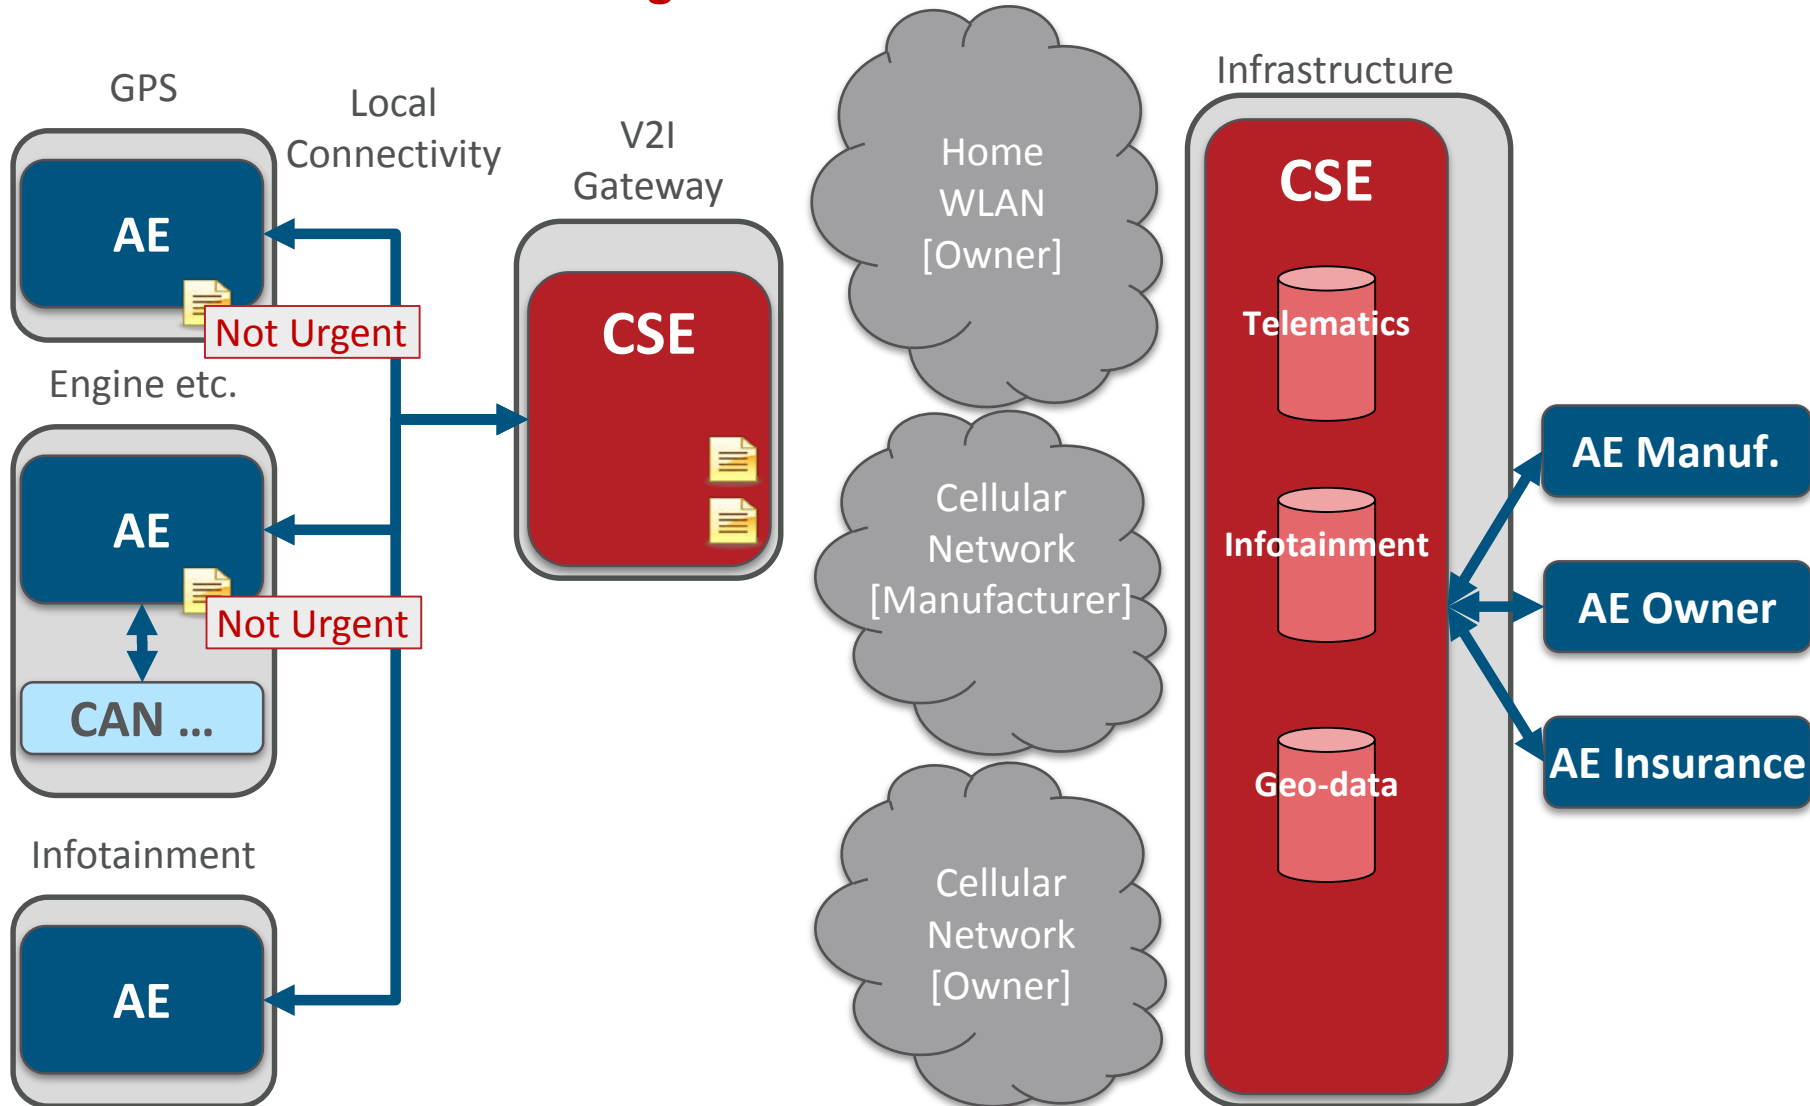 g
GPS
Local
Connectivity
V2I
Gateway
Infrastructure
AE
Not Urgent
Engine etc.
AE
Not Urgent
CAN ...
Infotainment
AE
CSE
Home
WLAN
[Owner]
Cellular
Network
[Manufacturer]
Cellular
Network
[Owner]
CSE
Telematics
Infotainment
Geo-data
AE Manuf.
AE Owner
AE Insurance